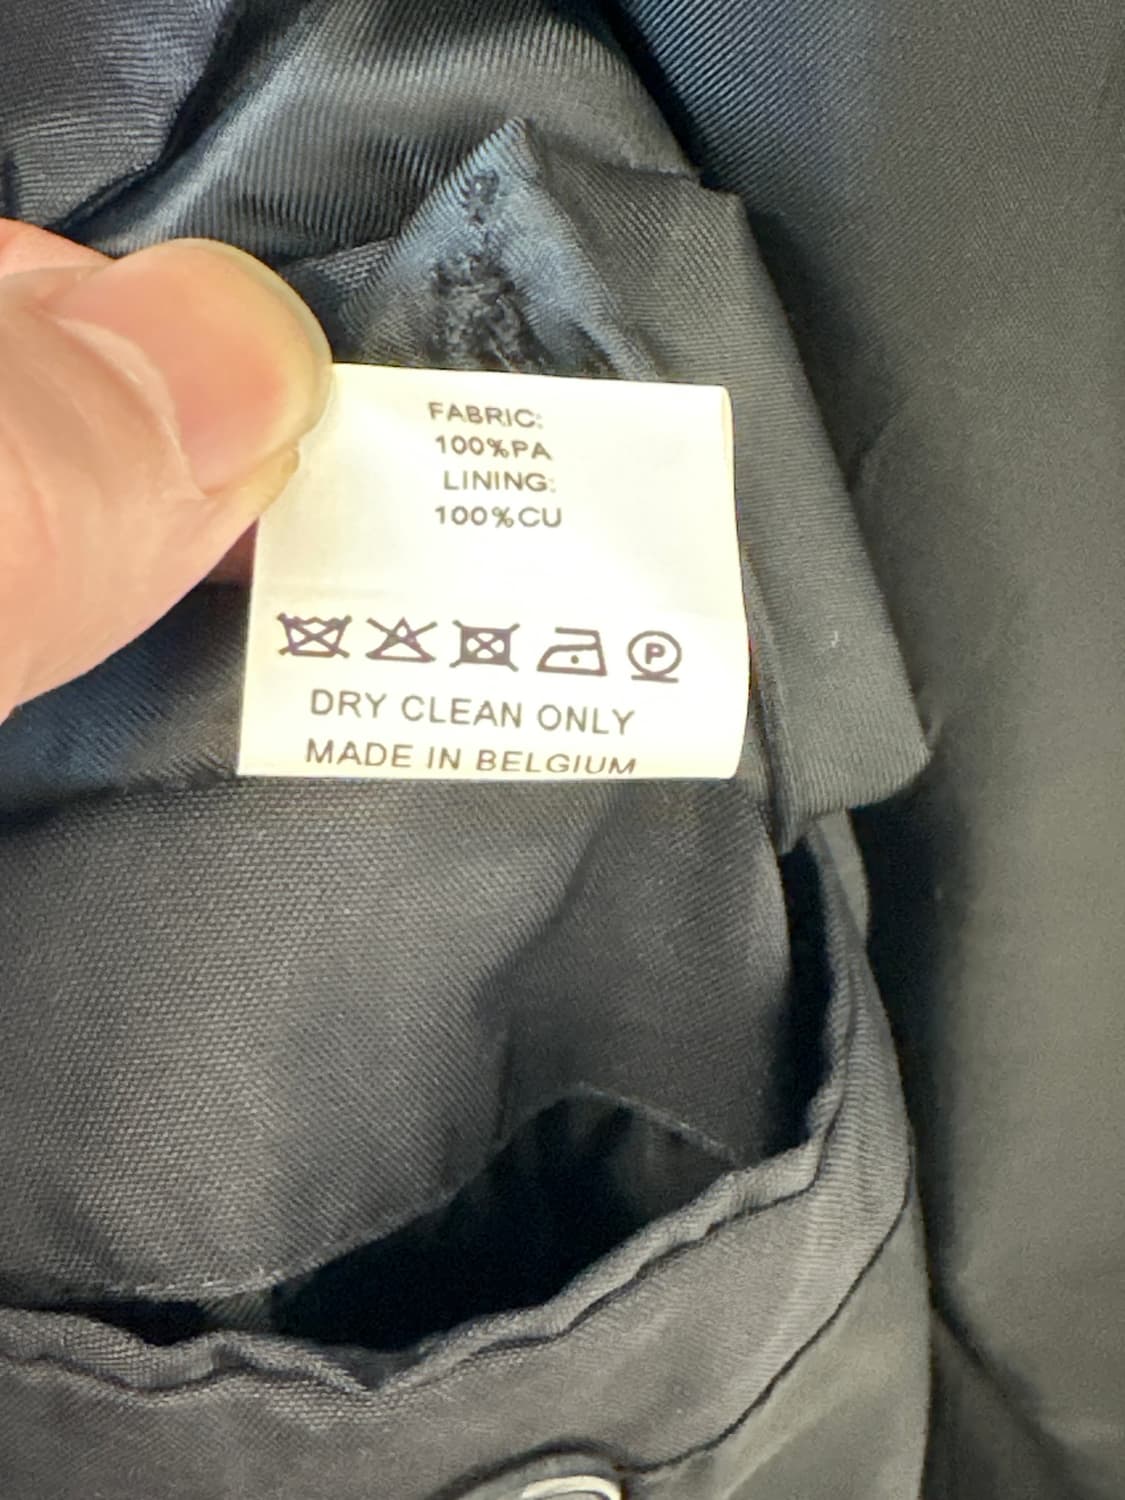 FABRIC:
100%PA
LINING:
100%CU
P
DRY CLEAN ONLY
MADE IN BELGIUM